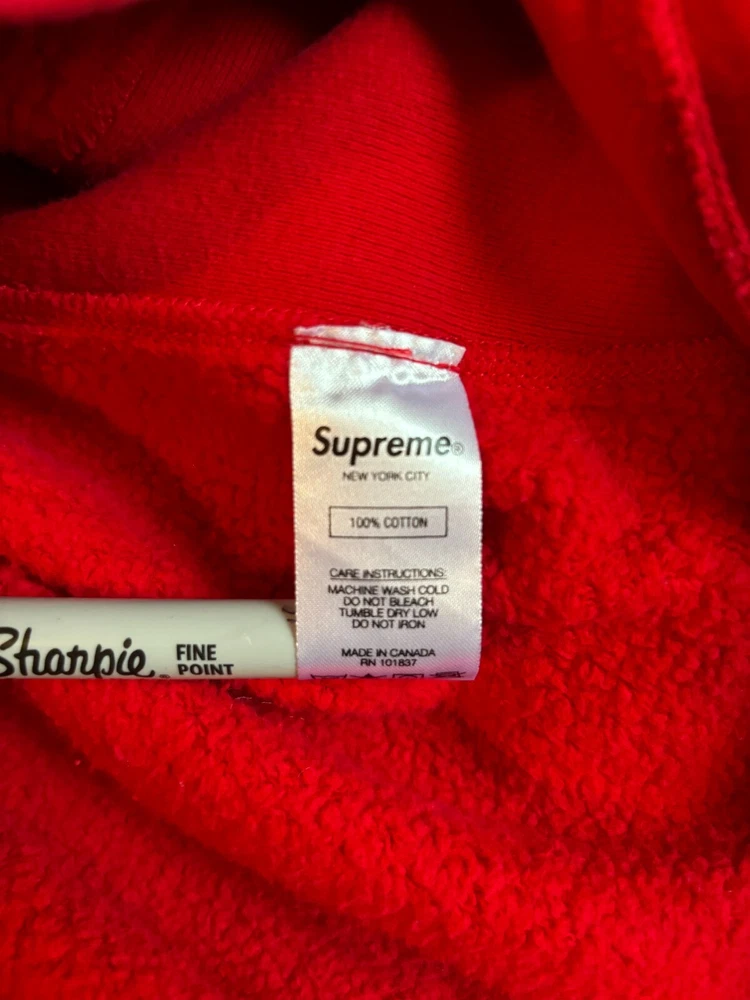 Supreme®
NEW YORK CITY
100% COTTON
CARE INSTRUCTIONS:
MACHINE WASH COLD
DO NOT BLEACH
TUMBLE DRY LOW
DO NOT IRON
Sharpie® FINE
POINT
MADE IN CANADA
RN 101837